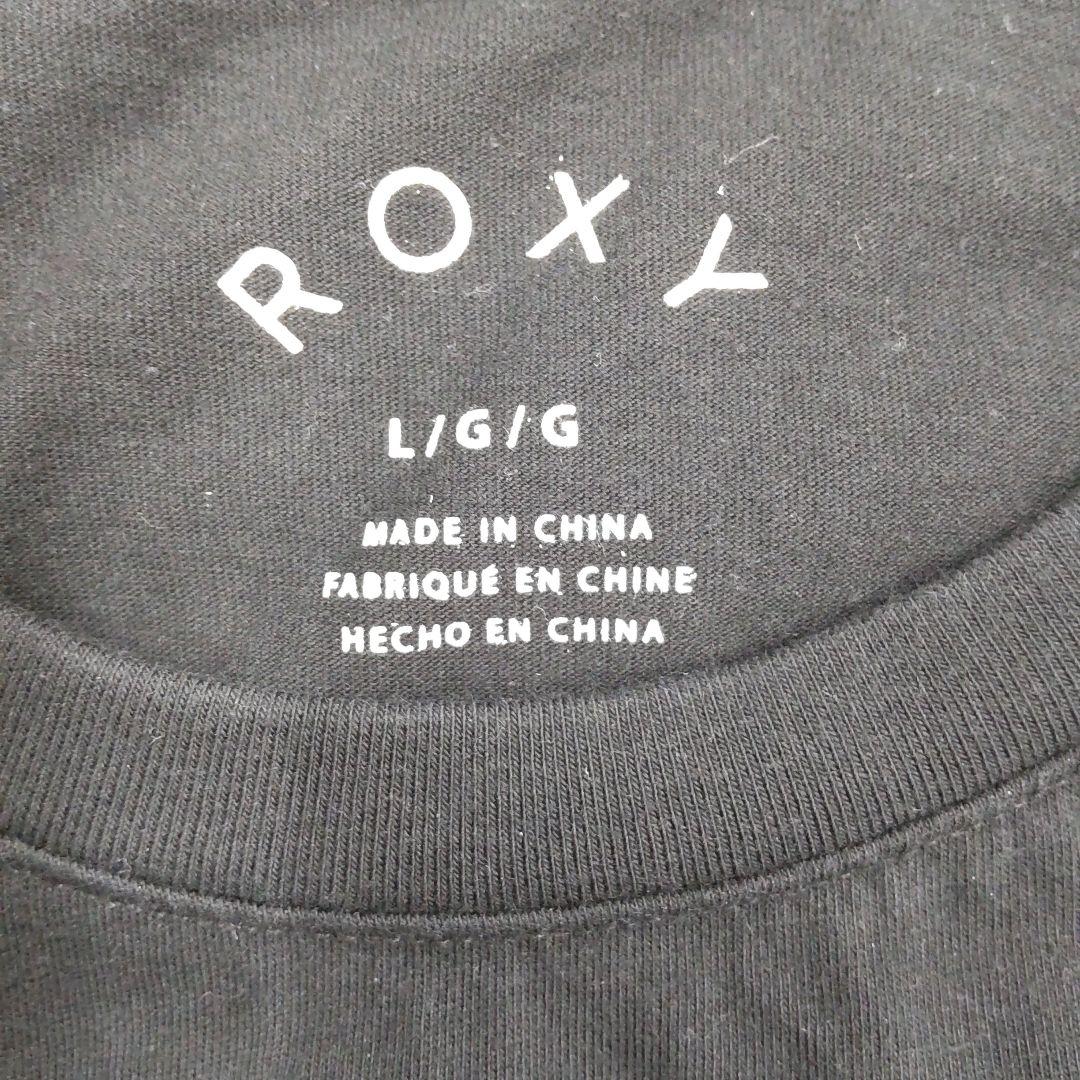 ROXY
L/G/G
MADE IN CHINA
FABRIQUÉ EN CHINE
HECHO EN CHINA